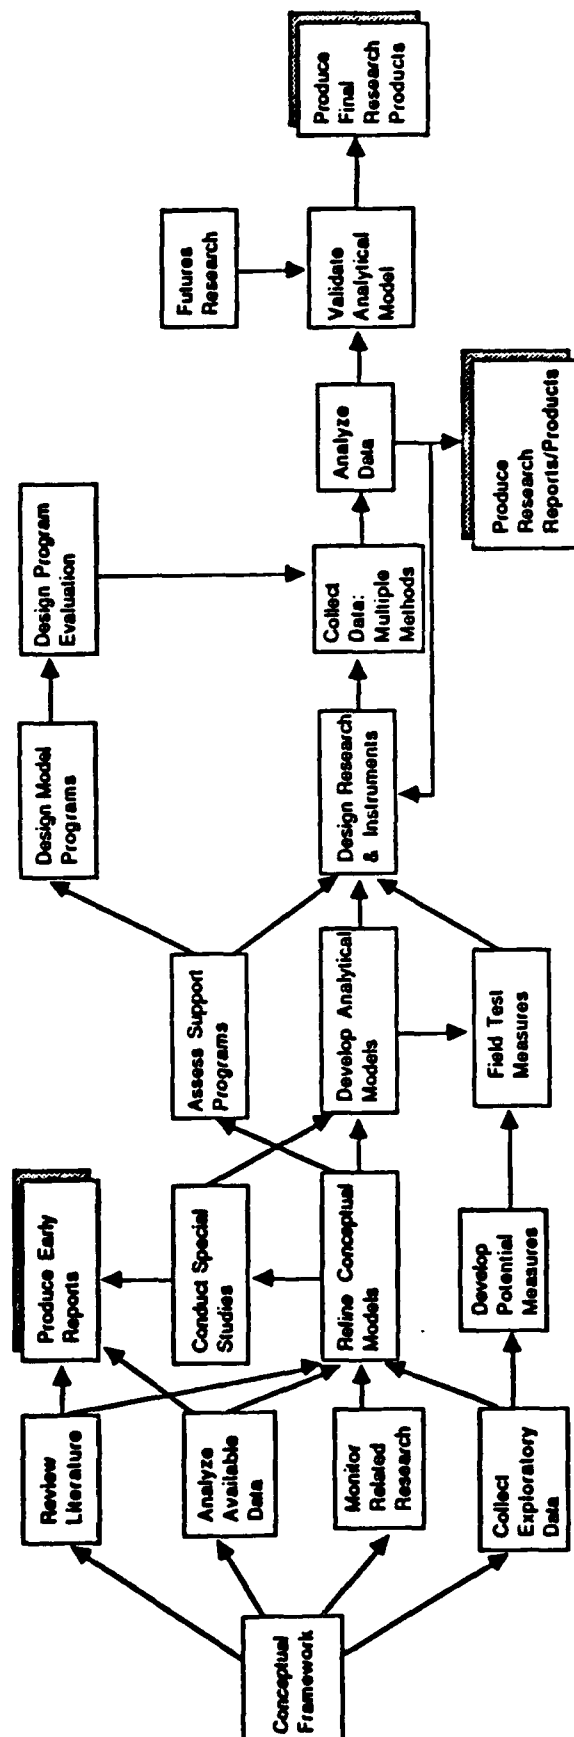 Conceptual
Framework
Review
Literature
Analyze
Available
Data
Monitor
Related
Research
Collect
Exploratory
Data
Produce Early
Reports
Conduct Special
Studies
Refine Conceptual
Models
Develop
Potential
Measures
Assess Support
Programs
Develop Analytical
Models
Field Test
Measures
Design Model
Programs
Design Research
& Instruments
Design Program
Evaluation
Collect
Data:
Multiple
Methods
Analyze
Data
Produce
Research
Reports/Products
Futures
Research
Validate
Analytical
Model
Produce
Final
Research
Products